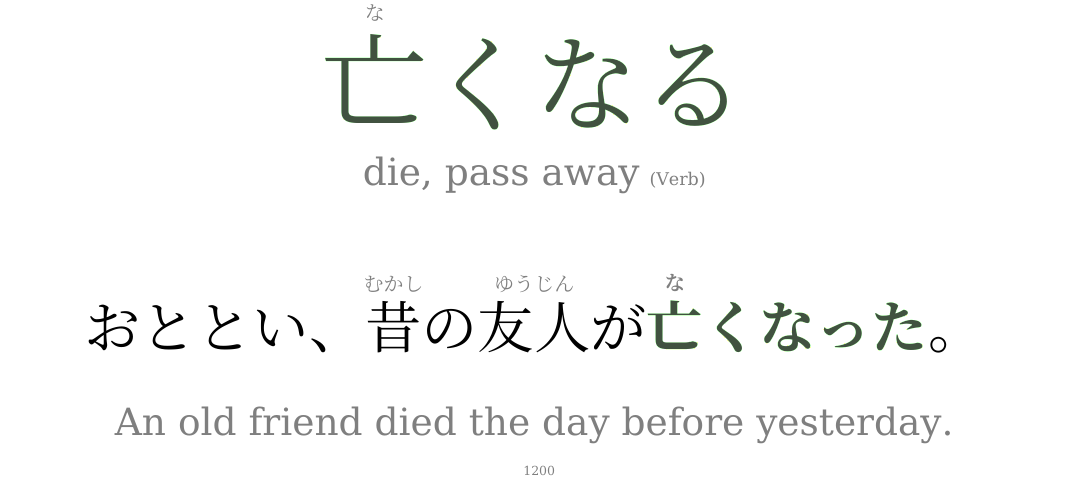 な
亡くなる
die, pass away (Verb)
むかし ゆうじん な
おととい、昔の友人が亡くなった。
An old friend died the day before yesterday.
1200